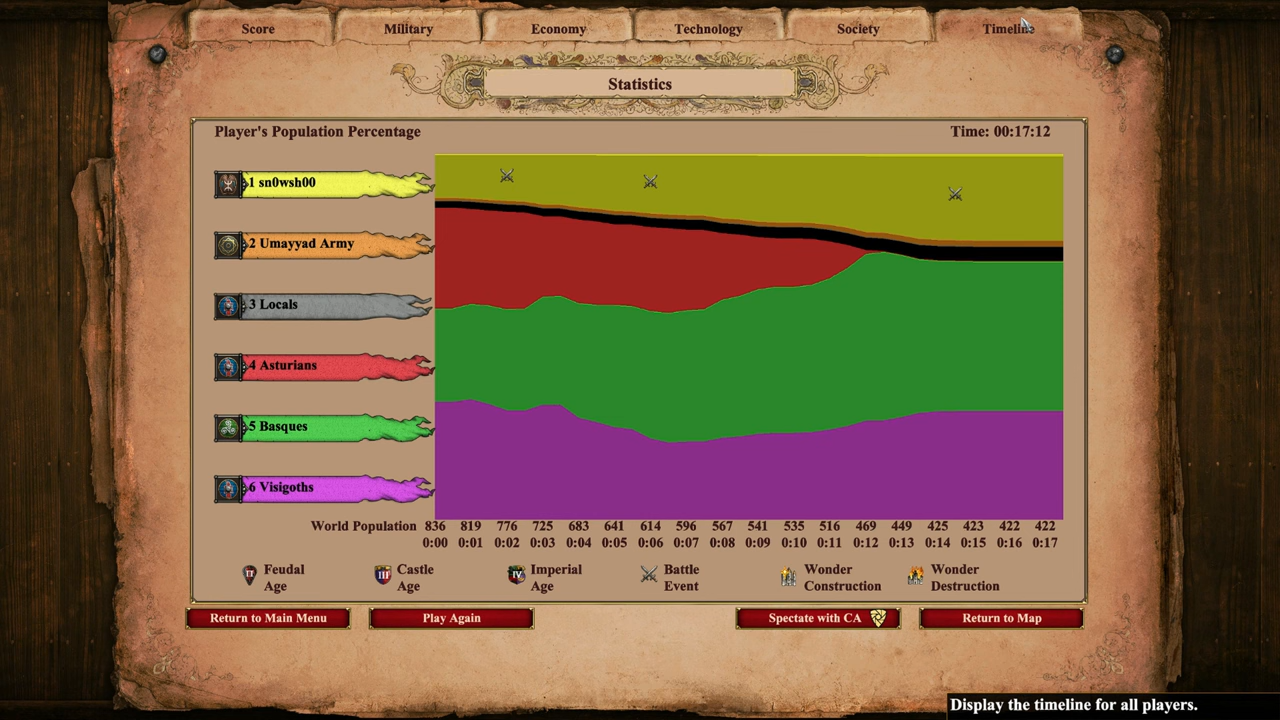 Score Military Economy Technology Society Timeline
Statistics
Player's Population Percentage Time: 00:17:12
1 sn0wsh00
2 Umayyad Army
3 Locals
4 Asturians
5 Basques
6 Visigoths
World Population 836 819 776 725 683 641 614 596 567 541 535 516 469 449 425 423 422 422
0:00 0:01 0:02 0:03 0:04 0:05 0:06 0:07 0:08 0:09 0:10 0:11 0:12 0:13 0:14 0:15 0:16 0:17
II Feudal Age
III Castle Age
IV Imperial Age
Battle Event
Wonder Construction
Wonder Destruction
Return to Main Menu Play Again Spectate with CA Return to Map
Display the timeline for all players.